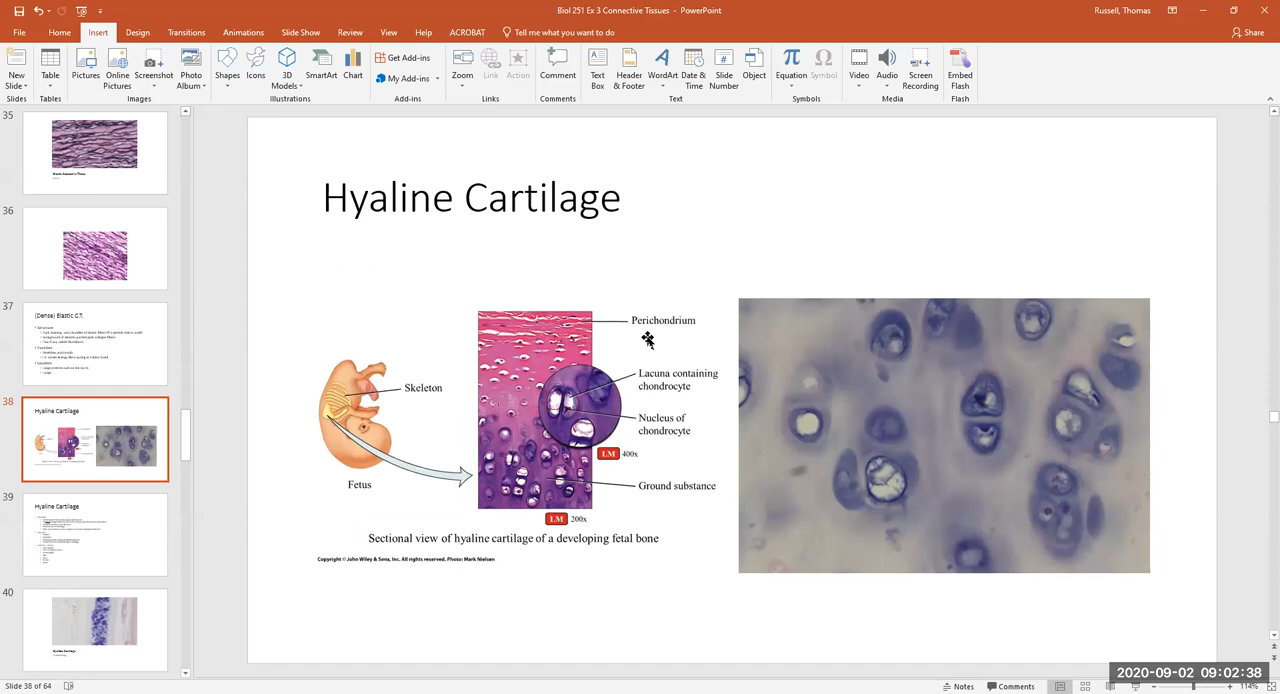 Biol 251 Ex 3 Connective Tissues - PowerPoint
Russell, Thomas
File Home Insert Design Transitions Animations Slide Show Review View Help ACROBAT Tell me what you want to do
Share
New Slide
Table
Pictures
Online Pictures
Screenshot
Photo Album
Shapes
Icons
3D Models
SmartArt
Chart
Get Add-ins
My Add-ins
Zoom
Link
Action
Comment
Text Box
Header & Footer
WordArt
Date & Time
Slide Number
Object
Equation
Symbol
Video
Audio
Screen Recording
Embed Flash
Slides
Tables
Images
Illustrations
Add-ins
Links
Comments
Text
Symbols
Media
Flash
35
36
37
(Dense) Elastic C.T.
38
Hyaline Cartilage
39
Hyaline Cartilage
40
Hyaline Cartilage
Hyaline Cartilage
Perichondrium
Lacuna containing
chondrocyte
Skeleton
Nucleus of
chondrocyte
LM 400x
Fetus
Ground substance
LM 200x
Sectional view of hyaline cartilage of a developing fetal bone
Copyright © John Wiley & Sons, Inc. All rights reserved. Photo: Mark Nielsen
2020-09-02 09:02:38
Slide 38 of 64
Notes
Comments
114%